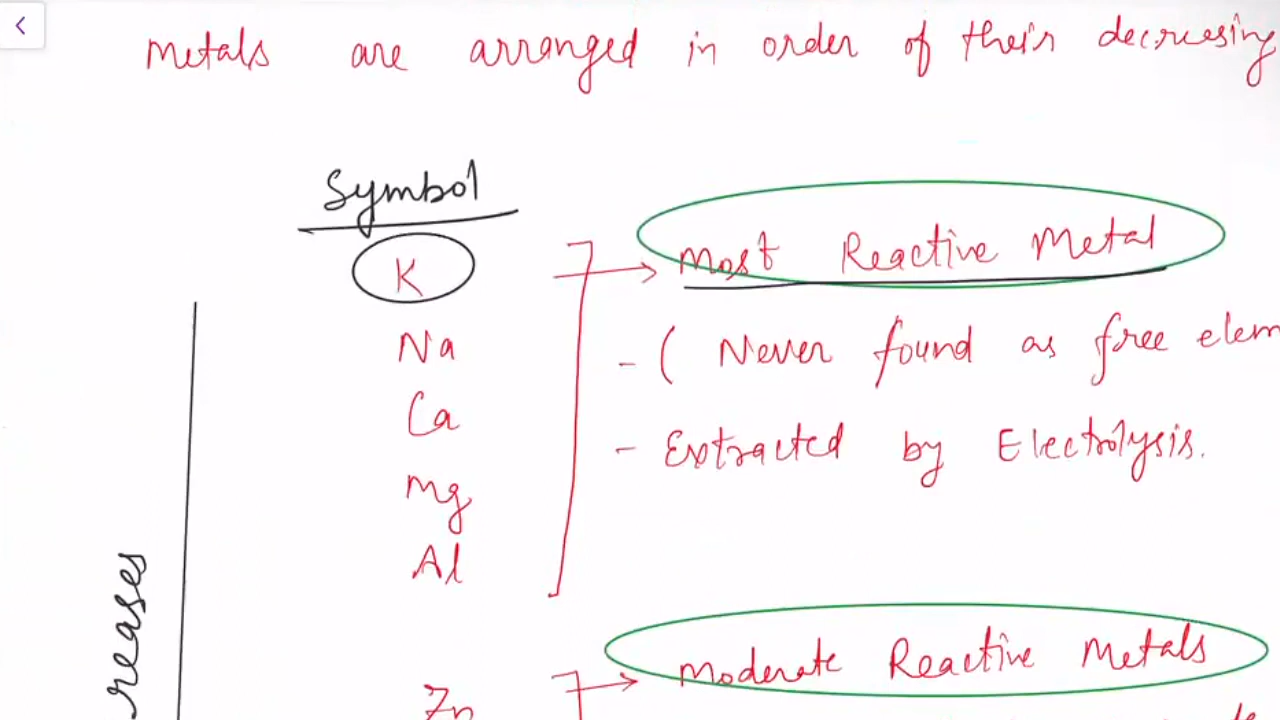 Metals are arranged in order of their decreasing
Symbol
K
Most Reactive Metal
Na
- ( Never found as free elem
Ca
- Extracted by Electrolysis.
Mg
Al
reases
Moderate Reactive Metals
Zn